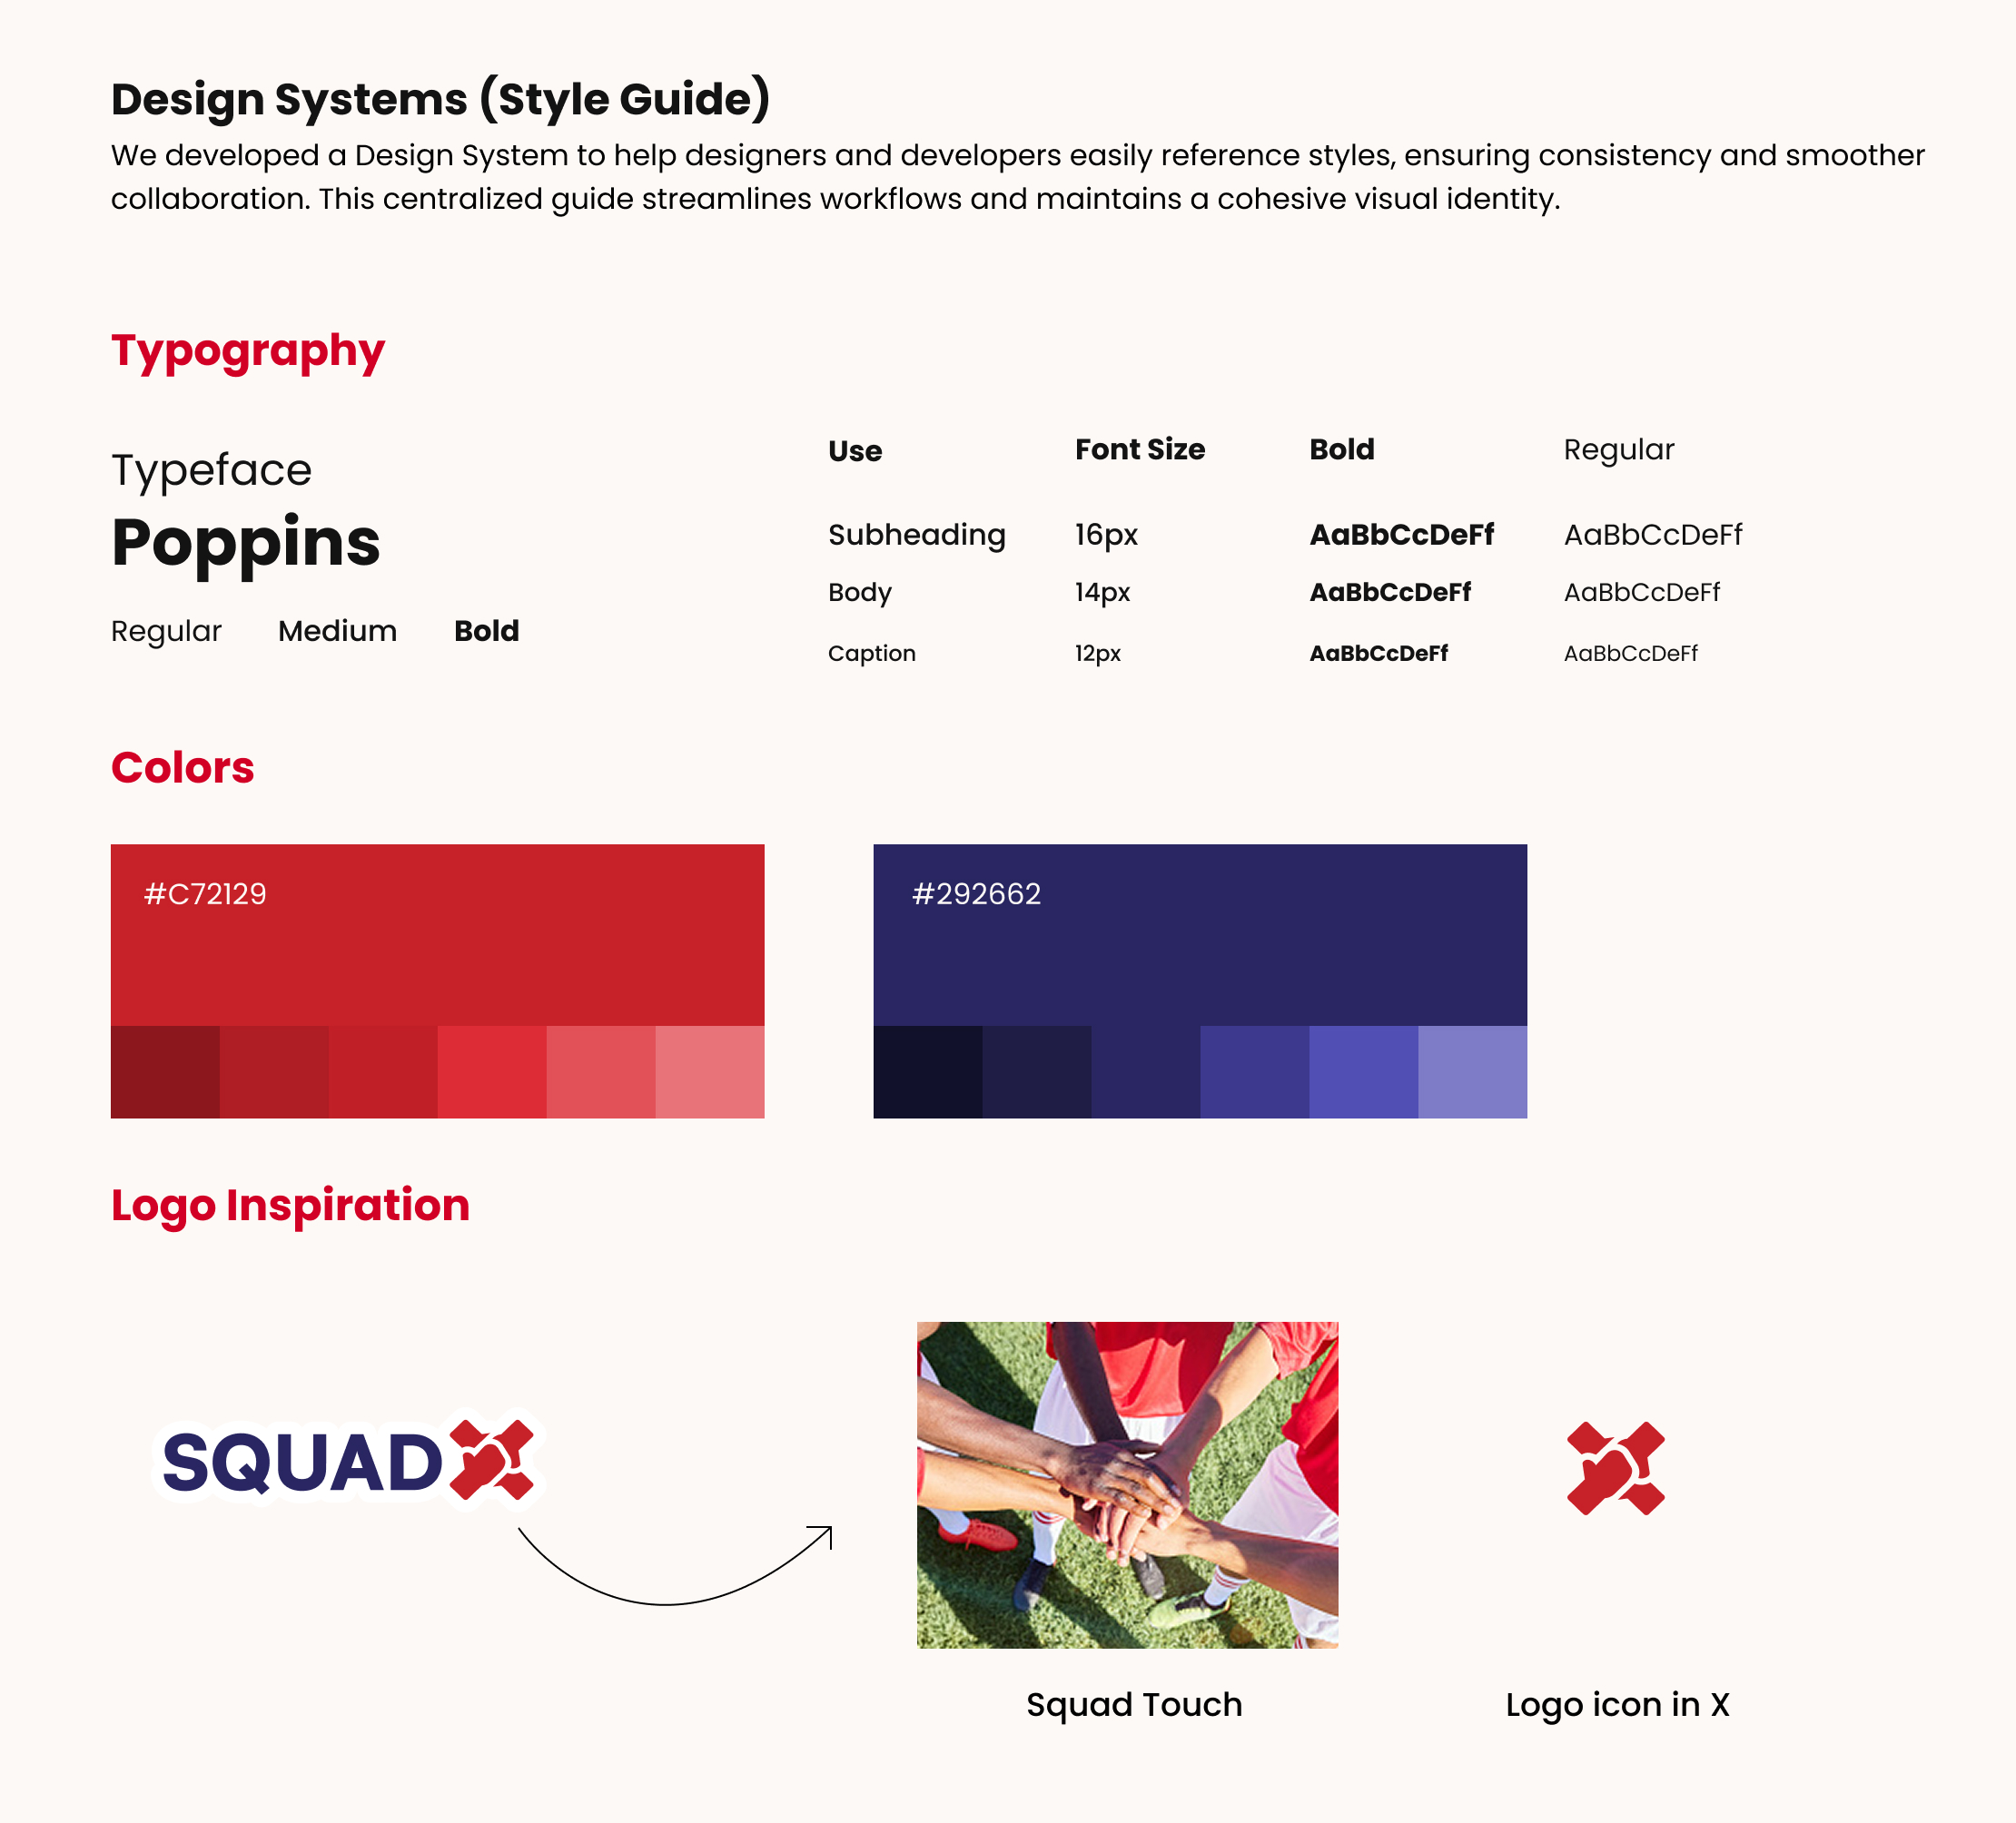 Design Systems (Style Guide)
We developed a Design System to help designers and developers easily reference styles, ensuring consistency and smoother
collaboration. This centralized guide streamlines workflows and maintains a cohesive visual identity.
Typography
Typeface
Poppins
Regular Medium Bold
Use Font Size Bold Regular
Subheading 16px AaBbCcDeFf AaBbCcDeFf
Body 14px AaBbCcDeFf AaBbCcDeFf
Caption 12px AaBbCcDeFf AaBbCcDeFf
Colors
#C72129
#292662
Logo Inspiration
SQUADX
Squad Touch
Logo icon in X